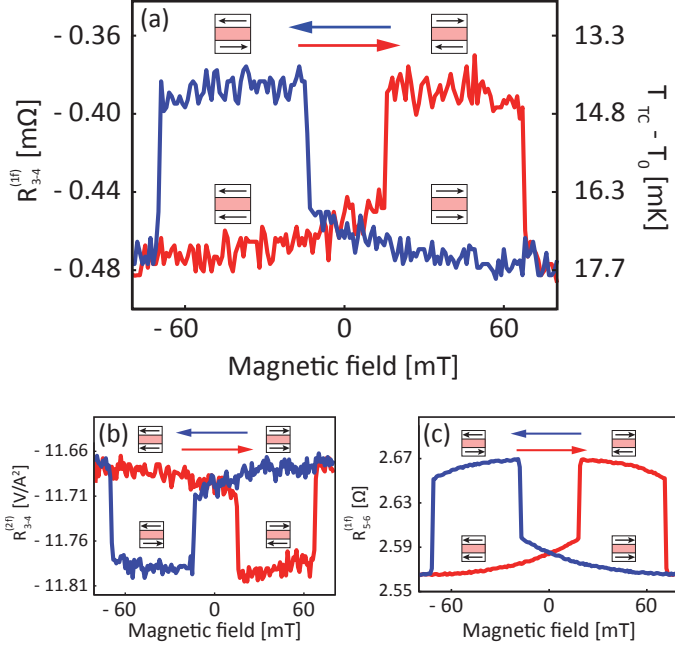 (a)
- 0.36
- 0.40
- 0.44
- 0.48
R(1f)3-4 [mΩ]
13.3
14.8
16.3
17.7
TTC - T0 [mK]
- 60
0
60
Magnetic field [mT]
(b)
- 11.66
- 11.71
- 11.76
- 11.81
R(2f)3-4 [V/A²]
- 60
0
60
Magnetic field [mT]
(c)
2.67
2.63
2.59
2.55
R(1f)5-6 [Ω]
- 60
0
60
Magnetic field [mT]